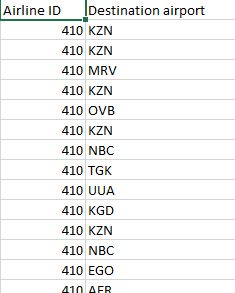 Airline ID Destination airport
410 KZN
410 KZN
410 MRV
410 KZN
410 OVB
410 KZN
410 NBC
410 TGK
410 UUA
410 KGD
410 KZN
410 NBC
410 EGO
410 AER